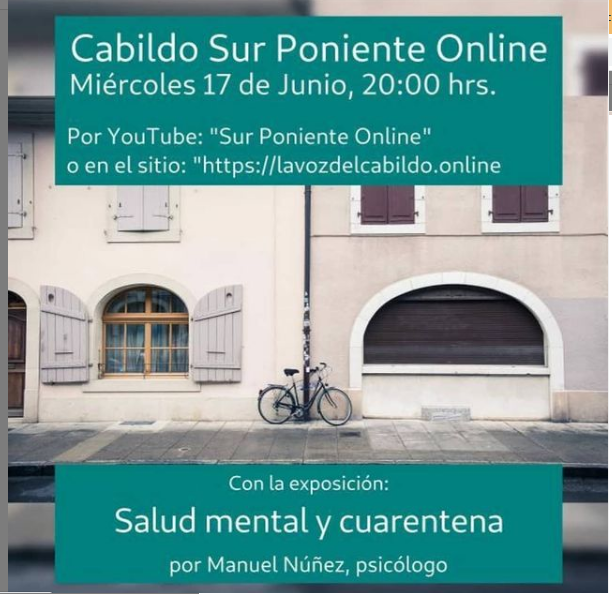 Cabildo Sur Poniente Online
Miércoles 17 de Junio, 20:00 hrs.
Por YouTube: "Sur Poniente Online"
o en el sitio: "https://lavozdelcabildo.online
Con la exposición:
Salud mental y cuarentena
por Manuel Núñez, psicólogo